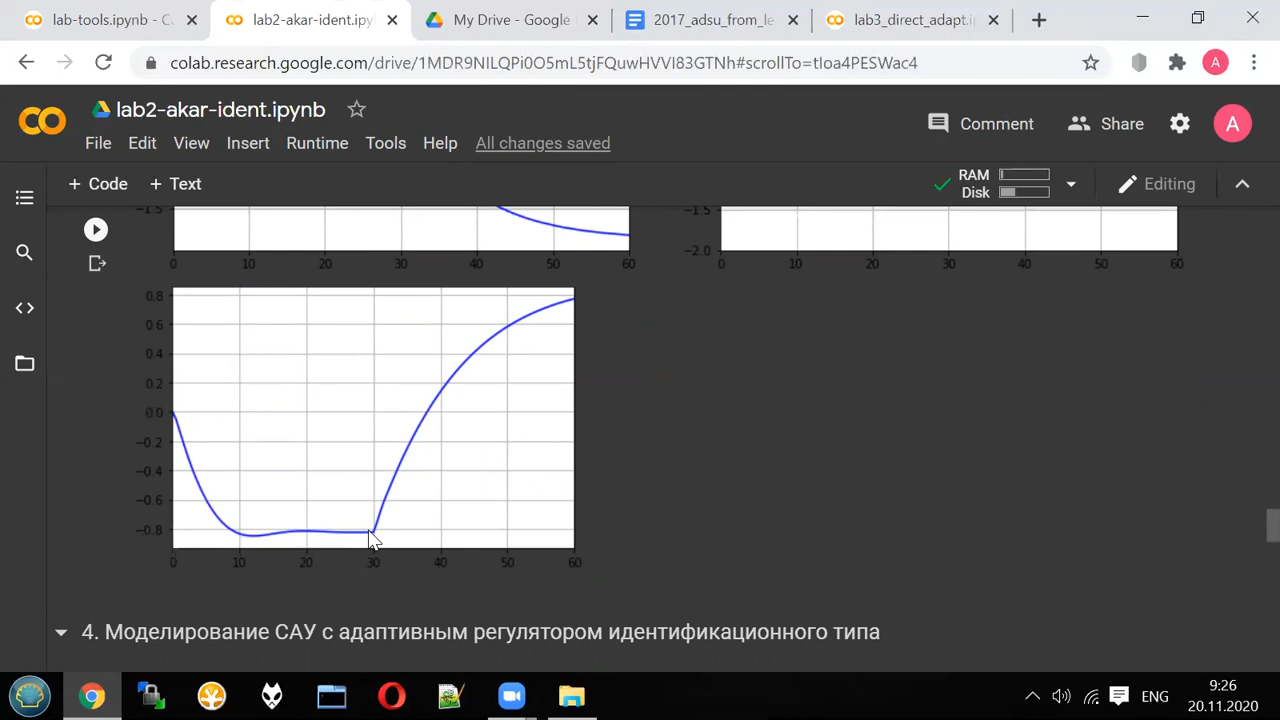 lab-tools.ipynb - C
lab2-akar-ident.ip
My Drive - Google
2017_adsu_from_le
lab3_direct_adapt.i
colab.research.google.com/drive/1MDR9NILQPi0O5mL5tjFQuwHVVI83GTNh#scrollTo=tIoa4PESWac4
A
lab2-akar-ident.ipynb
Comment
Share
A
File Edit View Insert Runtime Tools Help All changes saved
+ Code + Text
RAM
Disk
Editing
−1.5
0 10 20 30 40 50 60
−1.5
−2.0
0 10 20 30 40 50 60
0.8
0.6
0.4
0.2
0.0
−0.2
−0.4
−0.6
−0.8
0 10 20 30 40 50 60
4. Моделирование САУ с адаптивным регулятором идентификационного типа
ENG
9:26
20.11.2020